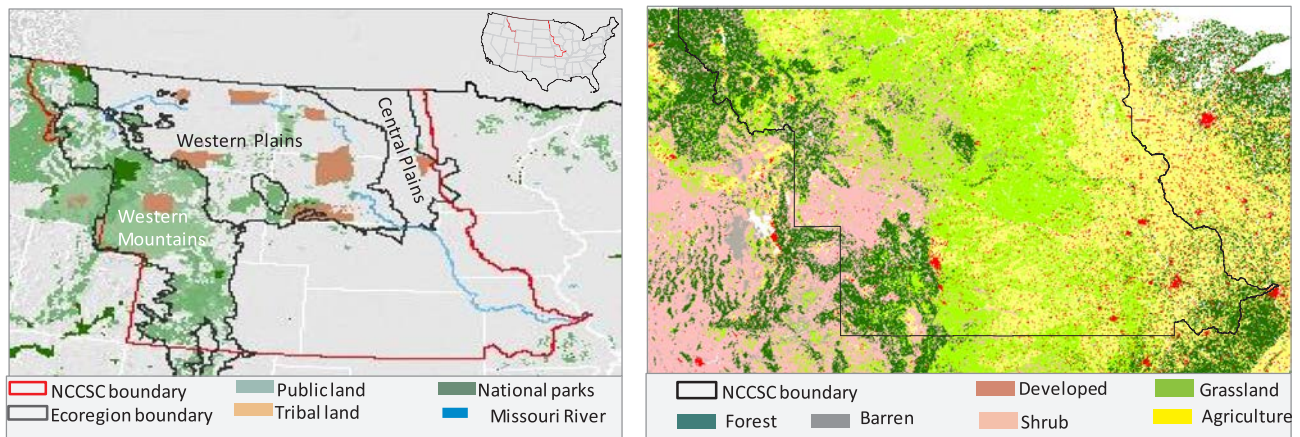 Western Plains
Central Plains
Western
Mountains
NCCSC boundary
Public land
National parks
Ecoregion boundary
Tribal land
Missouri River
NCCSC boundary
Developed
Grassland
Forest
Barren
Shrub
Agriculture